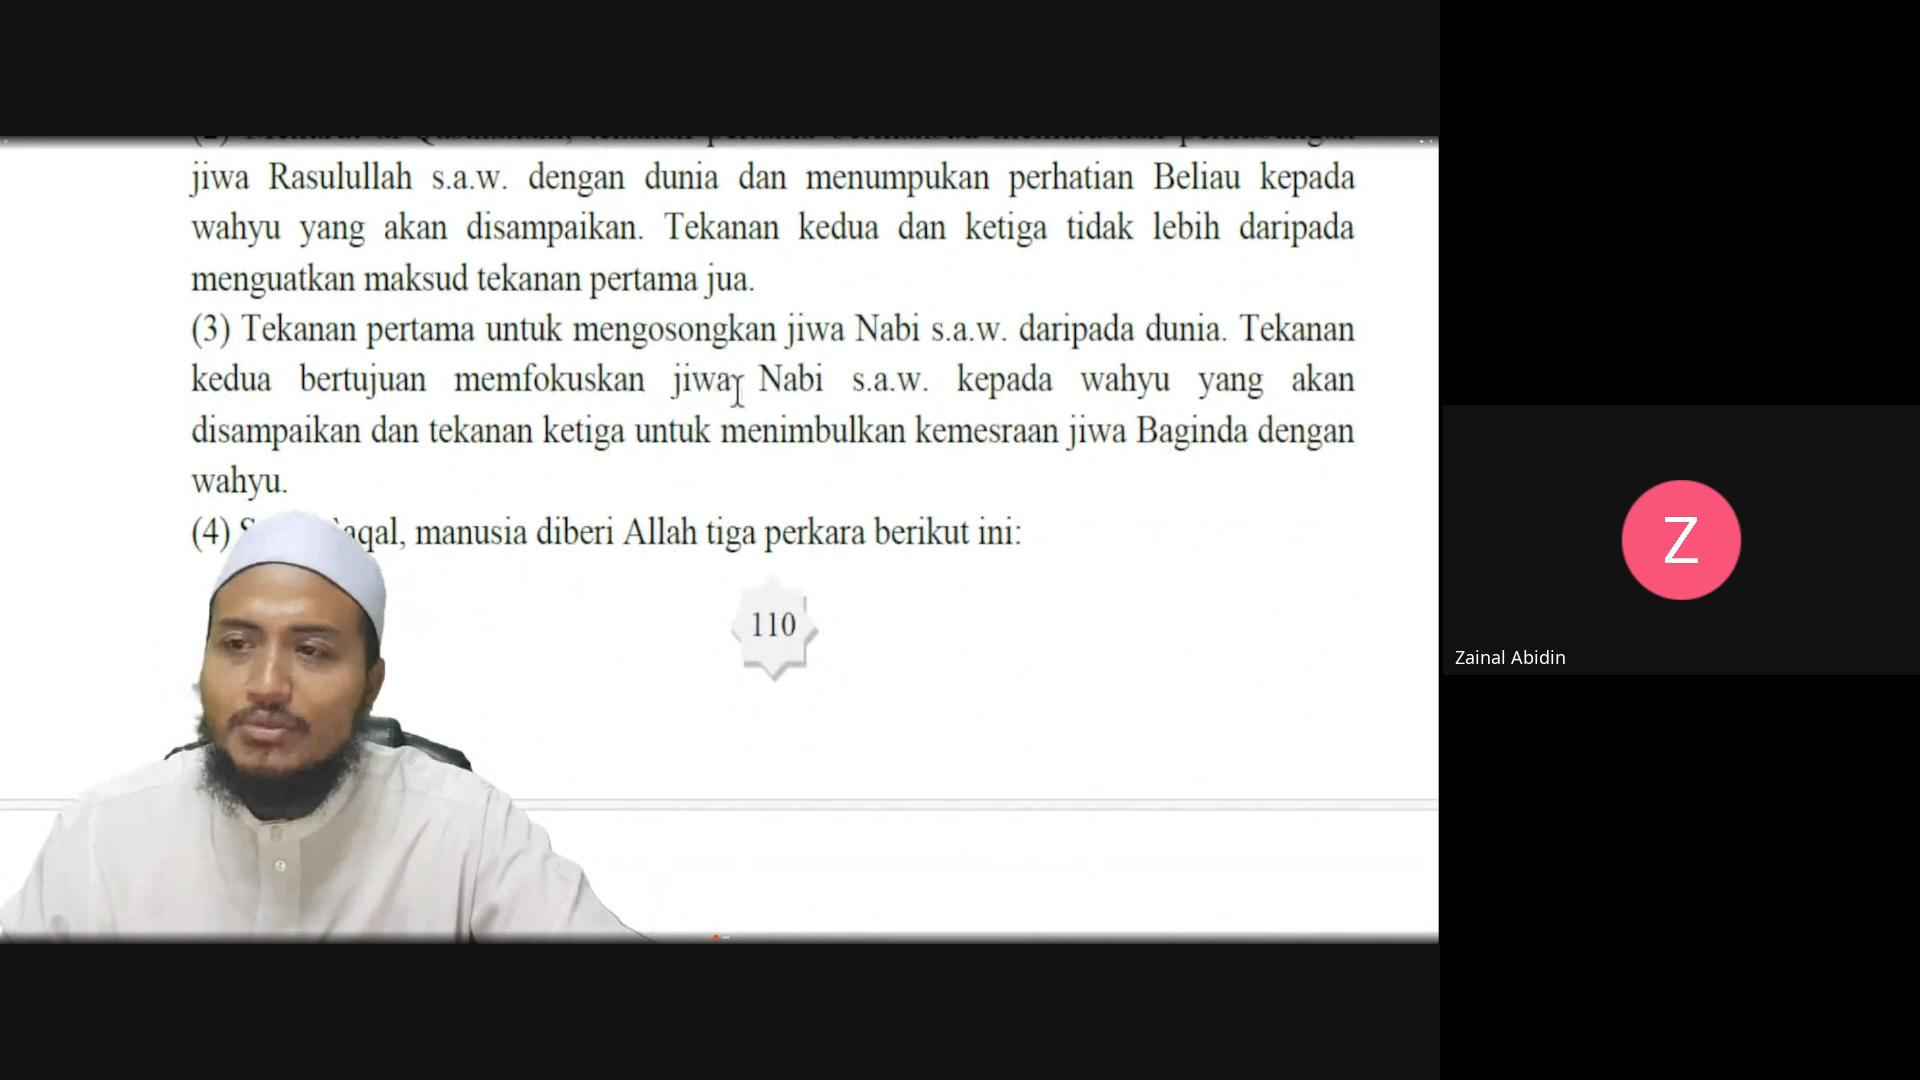 jiwa Rasulullah s.a.w. dengan dunia dan menumpukan perhatian Beliau kepada
wahyu yang akan disampaikan. Tekanan kedua dan ketiga tidak lebih daripada
menguatkan maksud tekanan pertama jua.
(3) Tekanan pertama untuk mengosongkan jiwa Nabi s.a.w. daripada dunia. Tekanan
kedua bertujuan memfokuskan jiwa Nabi s.a.w. kepada wahyu yang akan
disampaikan dan tekanan ketiga untuk menimbulkan kemesraan jiwa Baginda dengan
wahyu.
(4) aqal, manusia diberi Allah tiga perkara berikut ini:
110
Z
Zainal Abidin